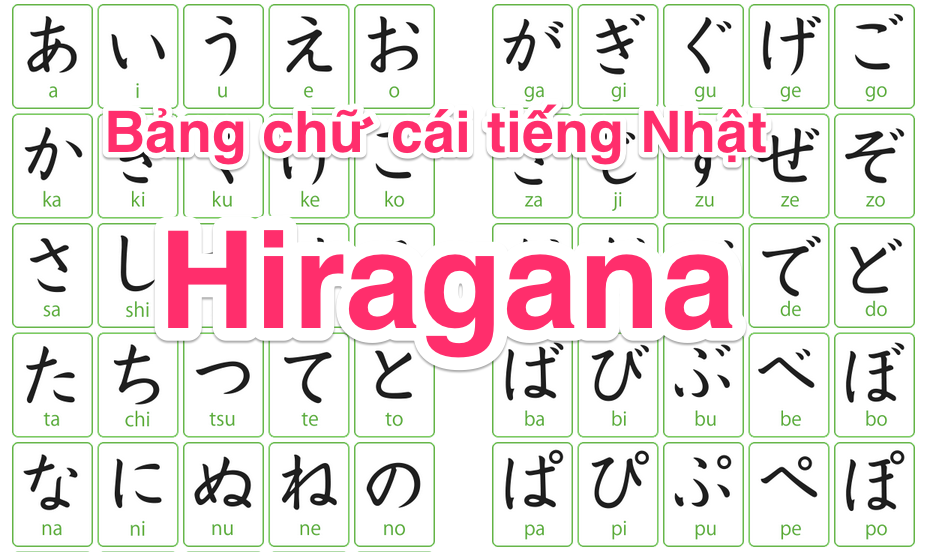 あ い う え お が ぎ ぐ げ ご
a i u e o ga gi gu ge go
Bảng chữ cái tiếng Nhật
か ぜ ぞ
ka ki ku ke ko za ji zu ze zo
Hiragana
さ し で ど
sa shi de do
た ち つ て と ば び ぶ べ ぼ
ta chi tsu te to ba bi bu be bo
な に ぬ ね の ぱ ぴ ぷ ぺ ぽ
na ni nu ne no pa pi pu pe po